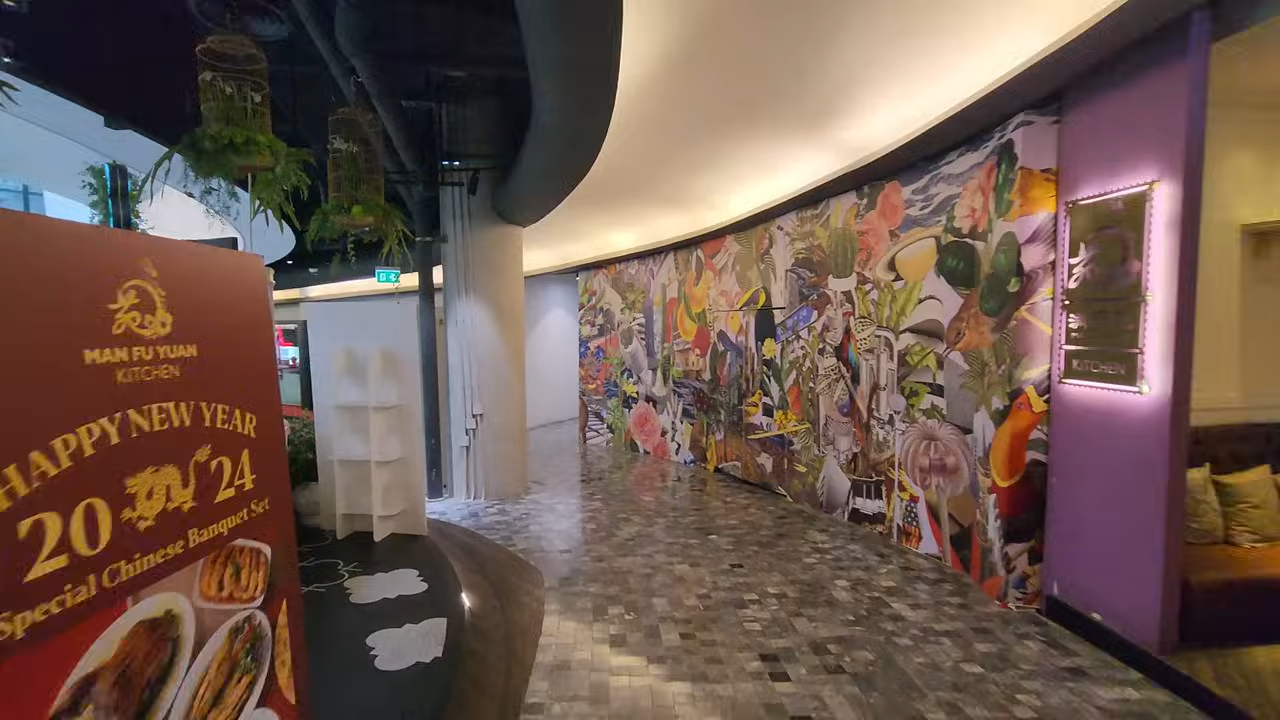 MAN FU YUAN
KITCHEN
HAPPY NEW YEAR
20 24
Special Chinese Banquet Set
KITCHEN